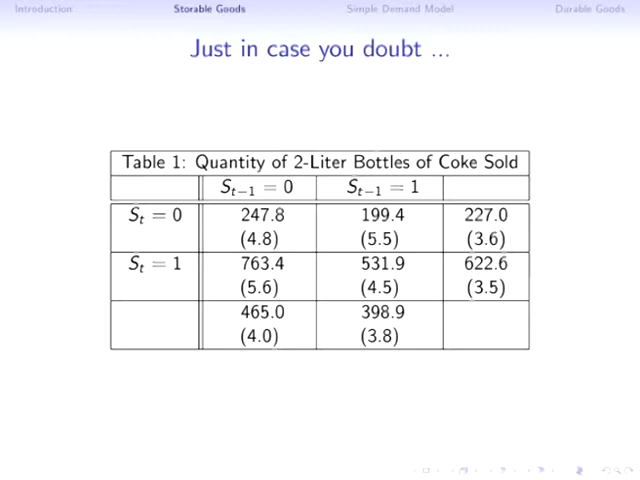 Introduction Storable Goods Simple Demand Model Durable Goods
Just in case you doubt ...
Table 1: Quantity of 2-Liter Bottles of Coke Sold
S_{t−1} = 0 S_{t−1} = 1
S_t = 0 247.8 199.4 227.0
(4.8) (5.5) (3.6)
S_t = 1 763.4 531.9 622.6
(5.6) (4.5) (3.5)
465.0 398.9
(4.0) (3.8)